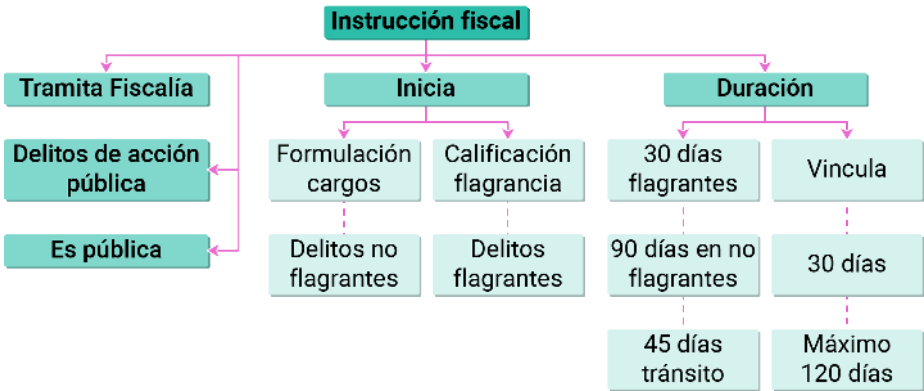 Instrucción fiscal
Tramita Fiscalía
Delitos de acción
pública
Es pública
Inicia
Formulación
cargos
Delitos no
flagrantes
Calificación
flagrancia
Delitos
flagrantes
Duración
30 días
flagrantes
90 días en no
flagrantes
45 días
tránsito
Vincula
30 días
Máximo
120 días